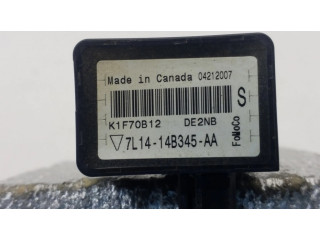 Made in Canada 04212007
S
K1F70B12 DE2NB
7L14-14B345-AA
FoMoCo